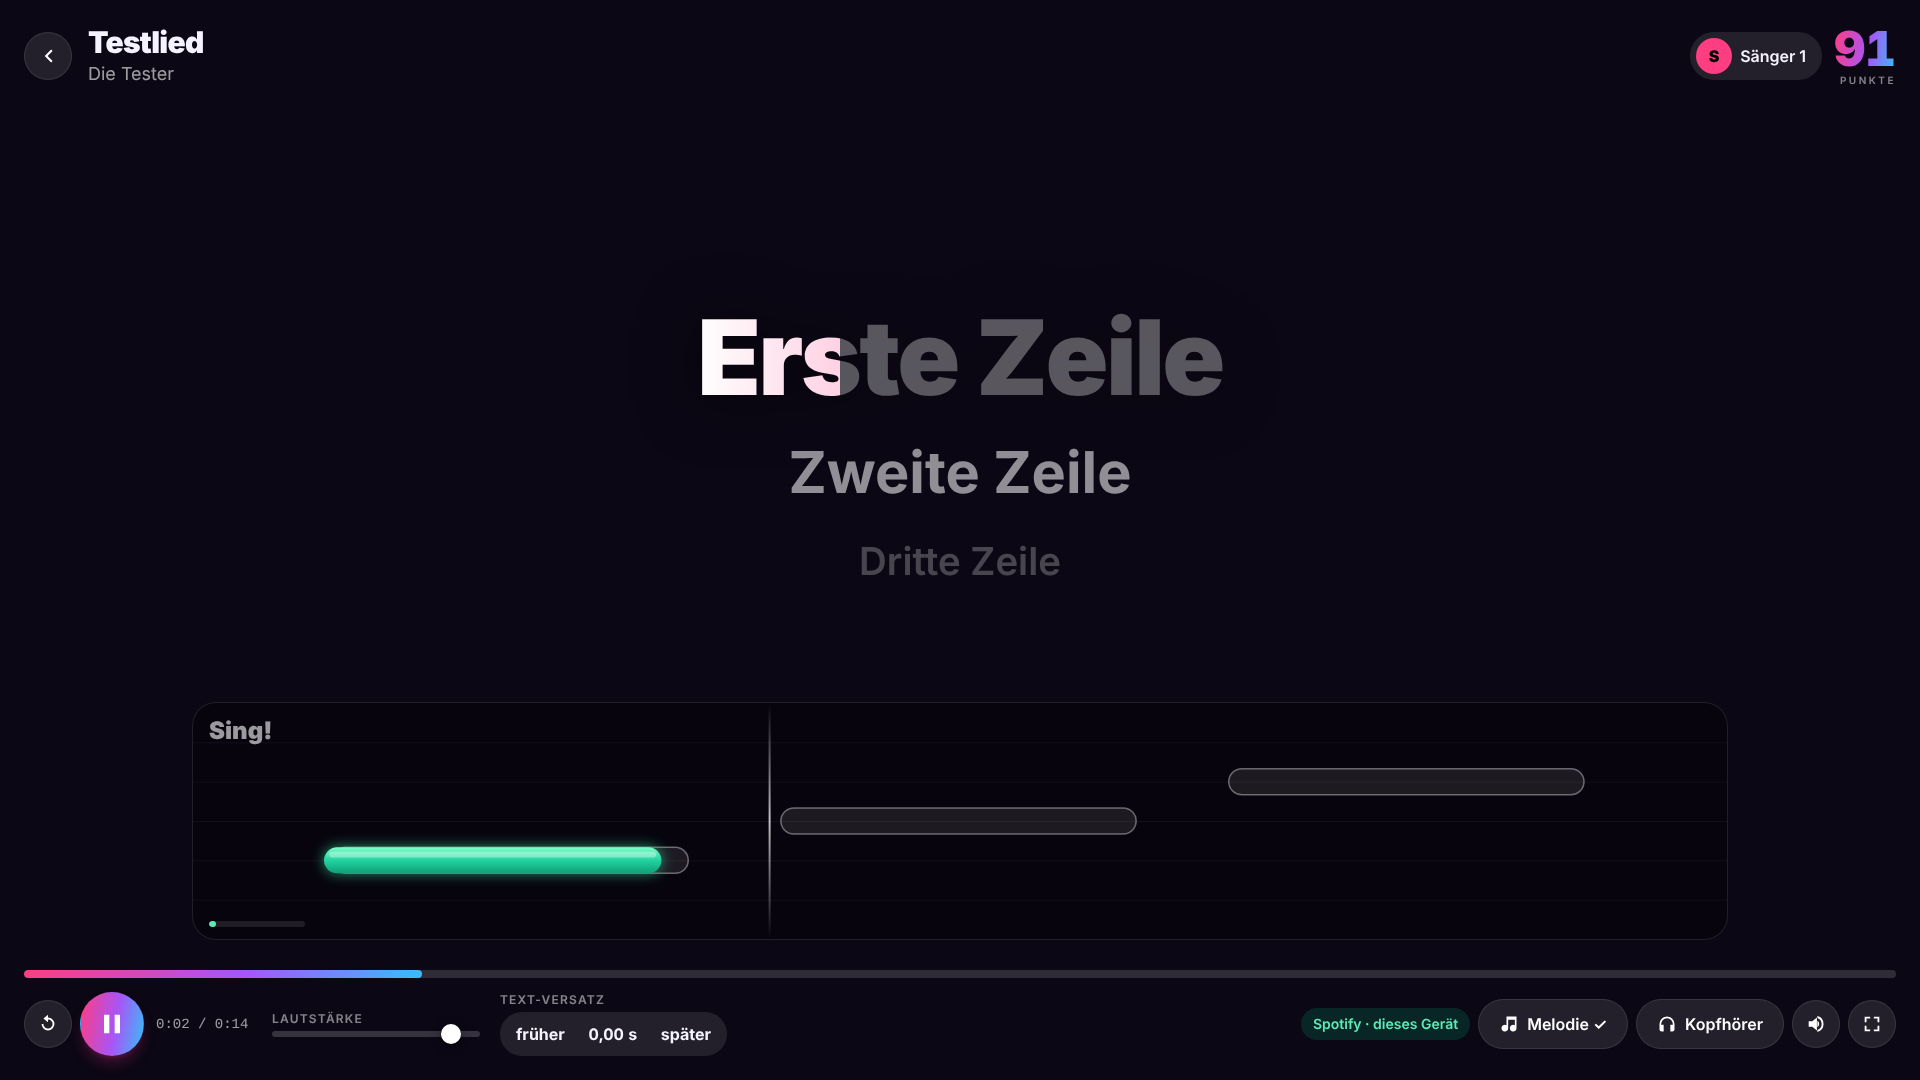 Testlied
Die Tester
S
Sänger 1
91
PUNKTE
Erste Zeile
Zweite Zeile
Dritte Zeile
Sing!
0:02 / 0:14
LAUTSTÄRKE
TEXT-VERSATZ
früher 0,00 s später
Spotify · dieses Gerät
Melodie ✓
Kopfhörer